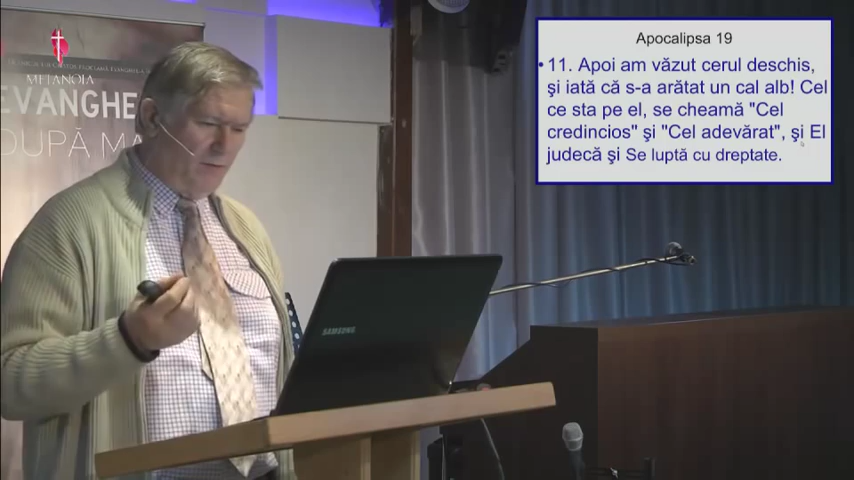 METANOIA
EVANGHE
DUPĂ MA
SAMSUNG
Apocalipsa 19
• 11. Apoi am văzut cerul deschis,
şi iată că s-a arătat un cal alb! Cel
ce sta pe el, se cheamă "Cel
credincios" şi "Cel adevărat", şi El
judecă şi Se luptă cu dreptate.